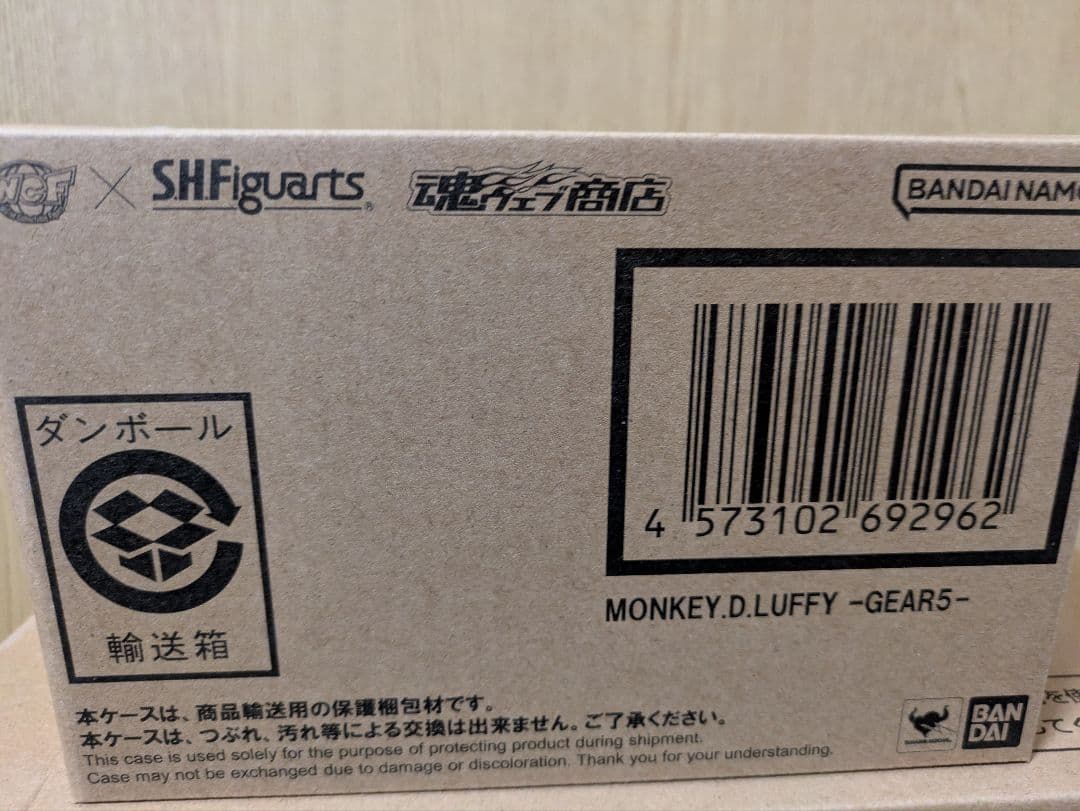 WCF × S.H.Figuarts® 魂ウェブ商店
BANDAI NAM
4 573102 692962
MONKEY.D.LUFFY -GEAR5-
ダンボール
輸送箱
本ケースは、商品輸送用の保護梱包材です。
本ケースは、つぶれ、汚れ等による交換は出来ません。ご了承ください。
This case is used solely for the purpose of protecting product during shipment.
Case may not be exchanged due to damage or discoloration. Thank you for your understanding.
BAN
DAI